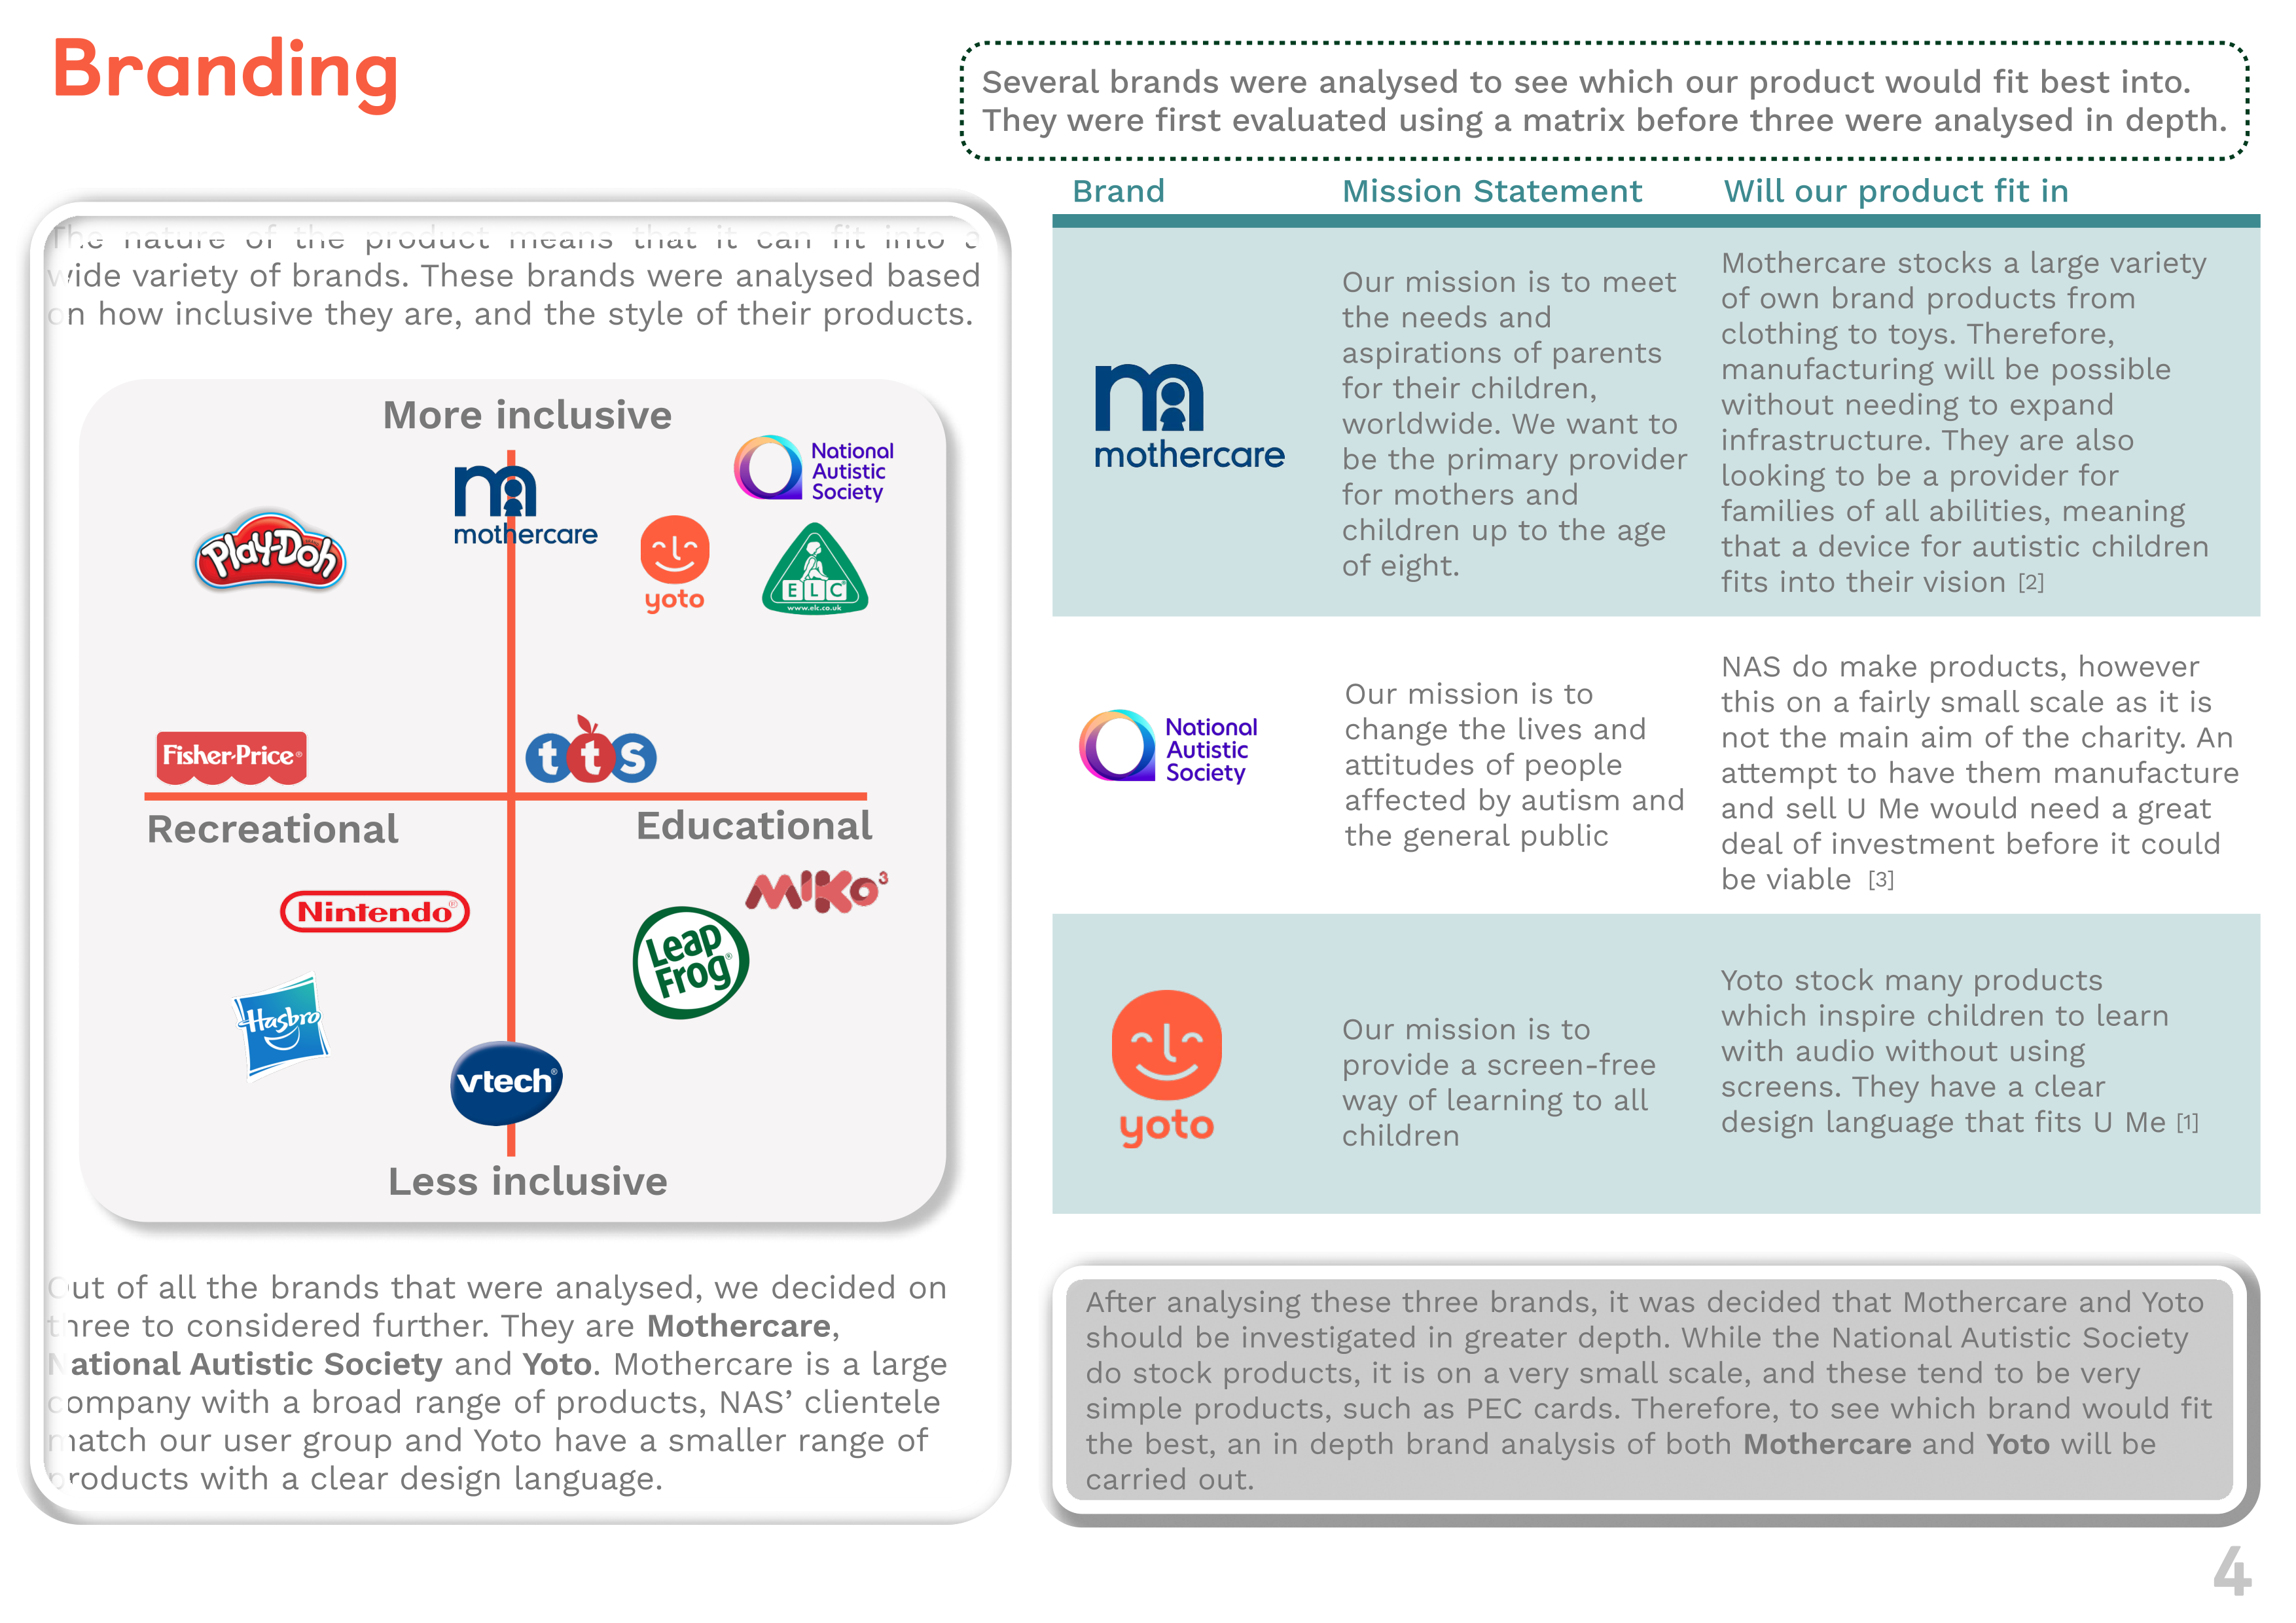 Branding
Several brands were analysed to see which our product would fit best into.
They were first evaluated using a matrix before three were analysed in depth.
The nature of the product means that it can fit into a
wide variety of brands. These brands were analysed based
on how inclusive they are, and the style of their products.
More inclusive
National
Autistic
Society
mothercare
Play-Doh
yoto
ELC
www.elc.co.uk
Fisher-Price®
tts
Recreational
Educational
Nintendo®
MIKO3
Leap
Frog®
Hasbro
vtech®
Less inclusive
Out of all the brands that were analysed, we decided on
three to considered further. They are Mothercare,
National Autistic Society and Yoto. Mothercare is a large
company with a broad range of products, NAS’ clientele
match our user group and Yoto have a smaller range of
products with a clear design language.
Brand Mission Statement Will our product fit in
mothercare
Our mission is to meet
the needs and
aspirations of parents
for their children,
worldwide. We want to
be the primary provider
for mothers and
children up to the age
of eight.
Mothercare stocks a large variety
of own brand products from
clothing to toys. Therefore,
manufacturing will be possible
without needing to expand
infrastructure. They are also
looking to be a provider for
families of all abilities, meaning
that a device for autistic children
fits into their vision [2]
National
Autistic
Society
Our mission is to
change the lives and
attitudes of people
affected by autism and
the general public
NAS do make products, however
this on a fairly small scale as it is
not the main aim of the charity. An
attempt to have them manufacture
and sell U Me would need a great
deal of investment before it could
be viable [3]
yoto
Our mission is to
provide a screen-free
way of learning to all
children
Yoto stock many products
which inspire children to learn
with audio without using
screens. They have a clear
design language that fits U Me [1]
After analysing these three brands, it was decided that Mothercare and Yoto
should be investigated in greater depth. While the National Autistic Society
do stock products, it is on a very small scale, and these tend to be very
simple products, such as PEC cards. Therefore, to see which brand would fit
the best, an in depth brand analysis of both Mothercare and Yoto will be
carried out.
4